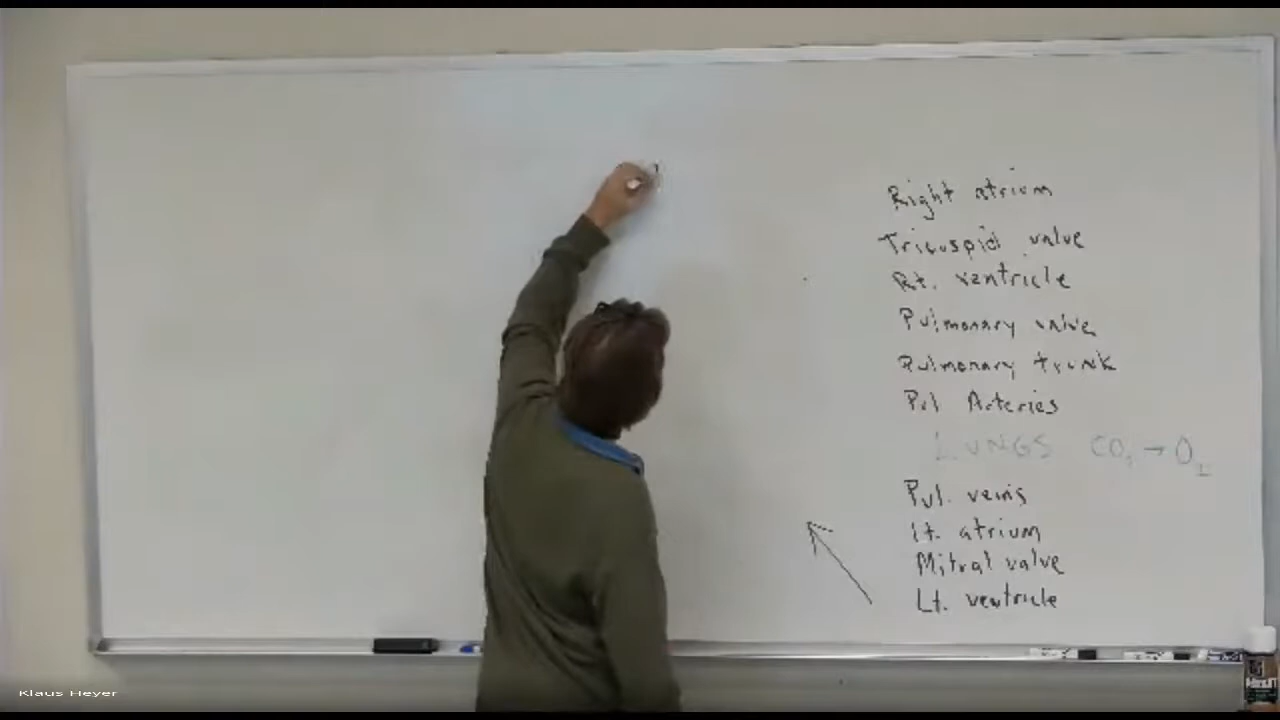 Right atrium
Tricuspid valve
Rt. ventricle
Pulmonary valve
Pulmonary trunk
Pul Arteries
LUNGS CO₂ → O₂
Pul. veins
Lt. atrium
Mitral valve
Lt. ventricle
Klaus Heyer